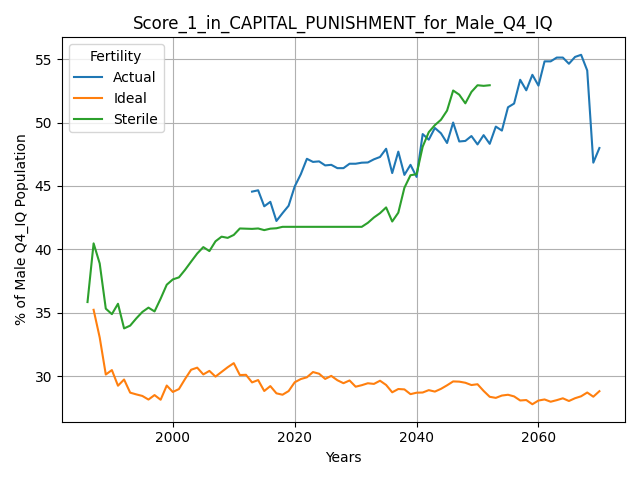 Score_1_in_CAPITAL_PUNISHMENT_for_Male_Q4_IQ
Fertility
Actual
Ideal
Sterile
% of Male Q4_IQ Population
55
50
45
40
35
30
2000
2020
2040
2060
Years